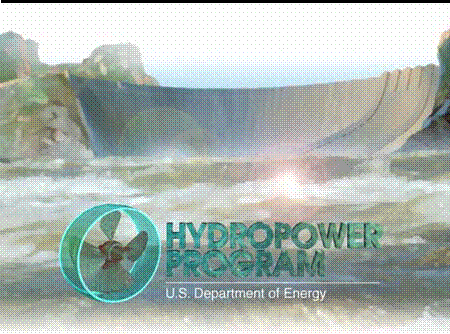 HYDROPOWER
PROGRAM
U.S. Department of Energy